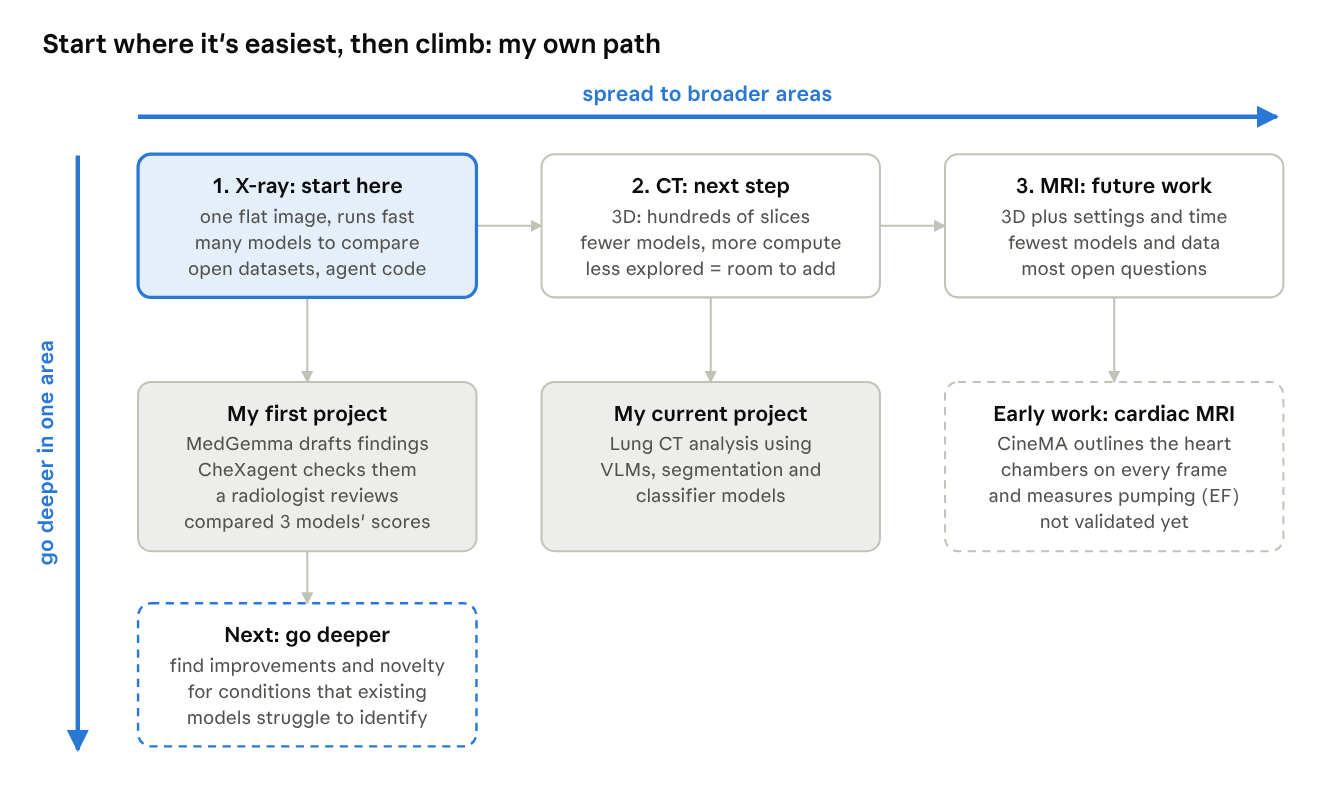 Start where it's easiest, then climb: my own path
spread to broader areas
go deeper in one area
1. X-ray: start here
one flat image, runs fast
many models to compare
open datasets, agent code
2. CT: next step
3D: hundreds of slices
fewer models, more compute
less explored = room to add
3. MRI: future work
3D plus settings and time
fewest models and data
most open questions
My first project
MedGemma drafts findings
CheXagent checks them
a radiologist reviews
compared 3 models' scores
My current project
Lung CT analysis using
VLMs, segmentation and
classifier models
Early work: cardiac MRI
CineMA outlines the heart
chambers on every frame
and measures pumping (EF)
not validated yet
Next: go deeper
find improvements and novelty
for conditions that existing
models struggle to identify